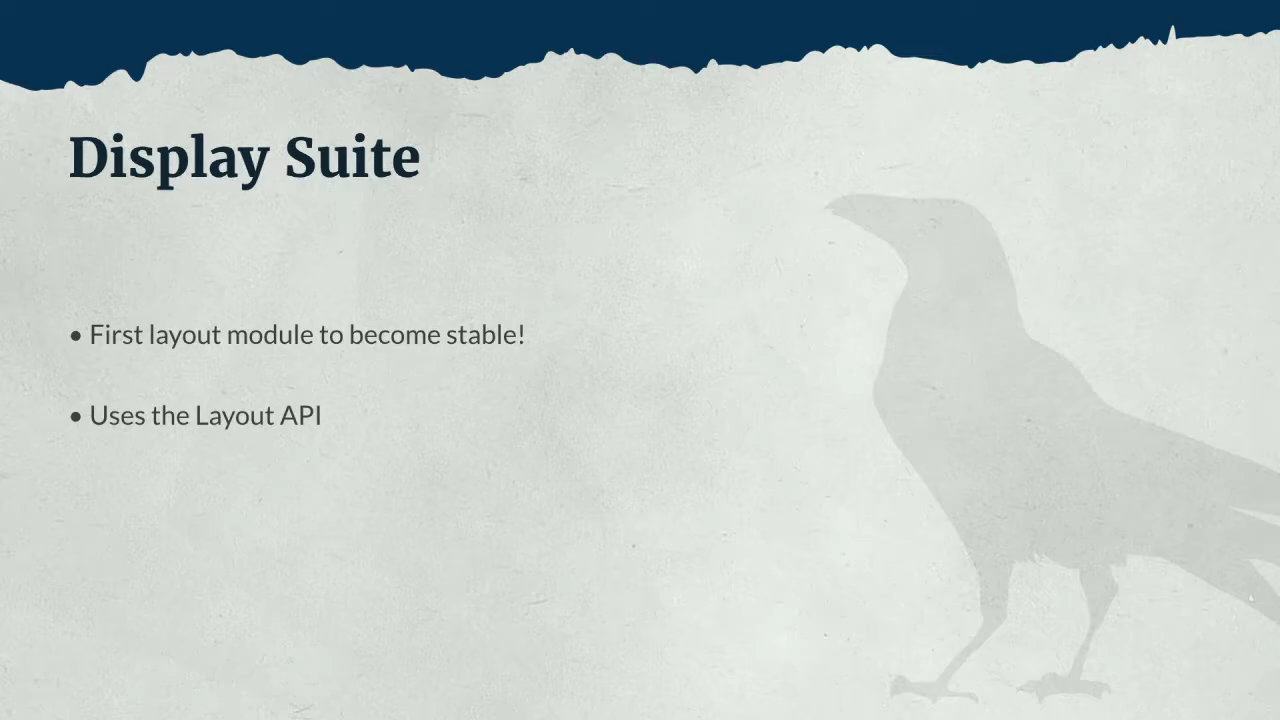 Display Suite
• First layout module to become stable!
• Uses the Layout API